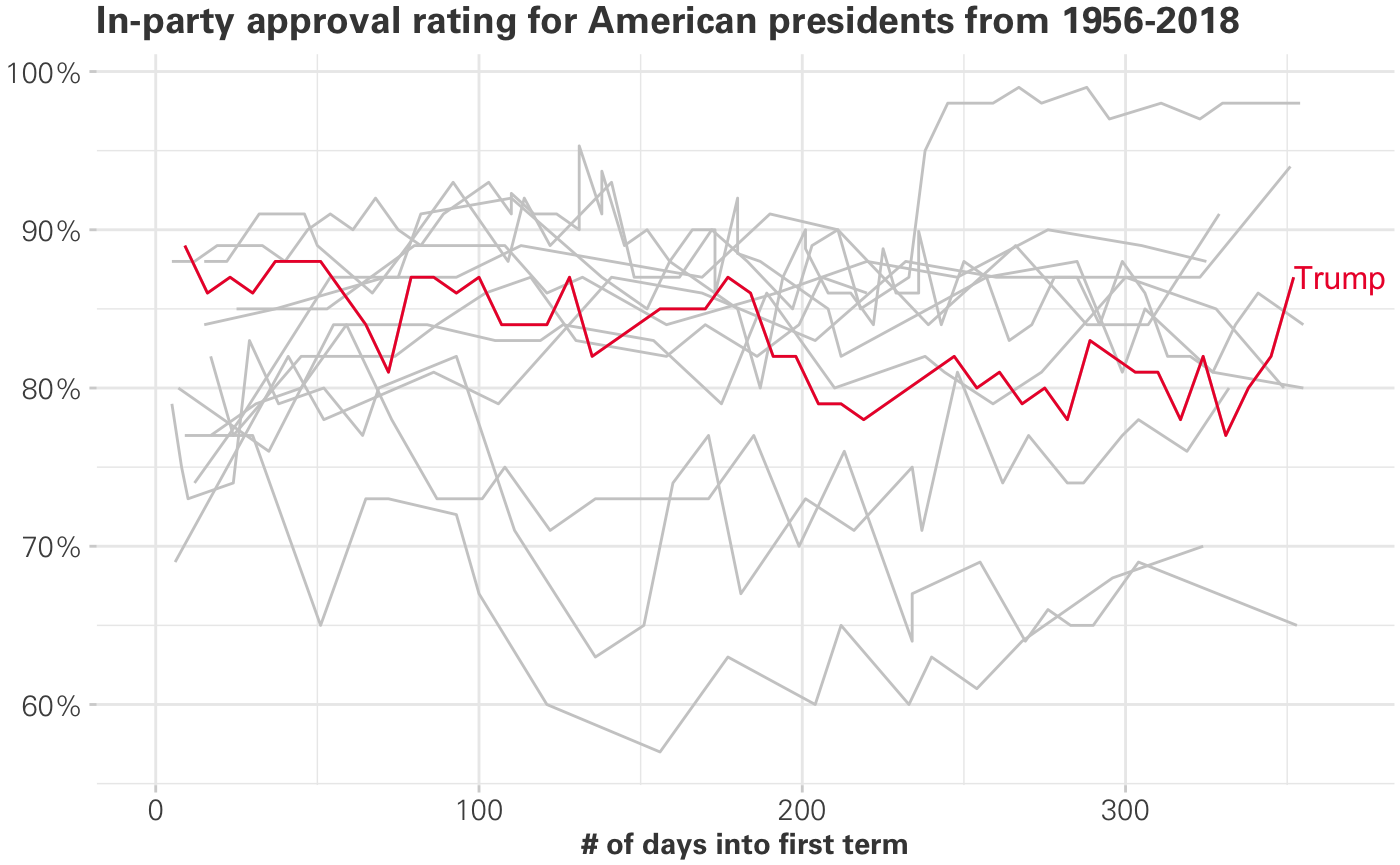 In-party approval rating for American presidents from 1956-2018
100%
90%
80%
70%
60%
Trump
0 100 200 300
# of days into first term